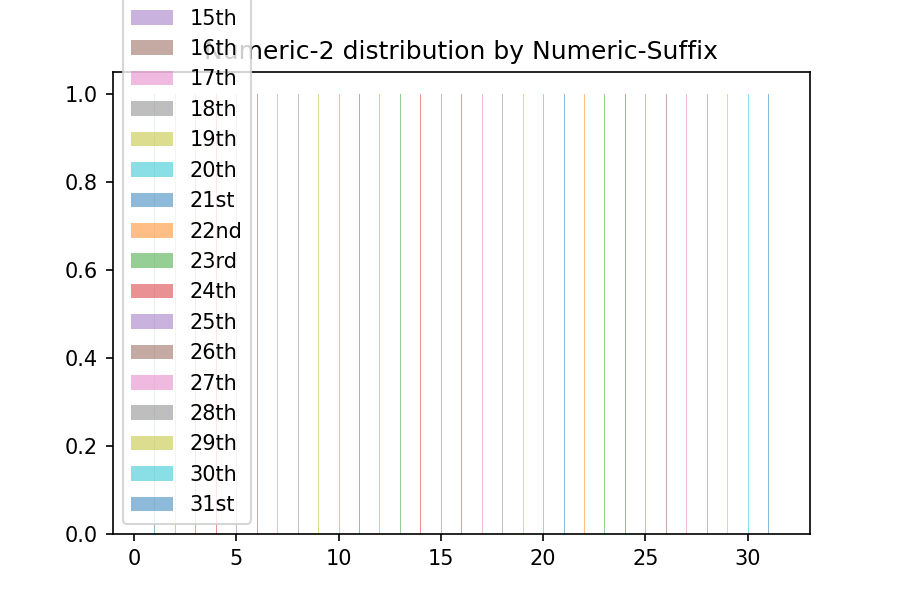 15th
16th
meric-2 distribution by Numeric-Suffix
17th
18th
19th
20th
21st
22nd
23rd
24th
25th
26th
27th
28th
29th
30th
31st
1.0
0.8
0.6
0.4
0.2
0.0
0 5 10 15 20 25 30